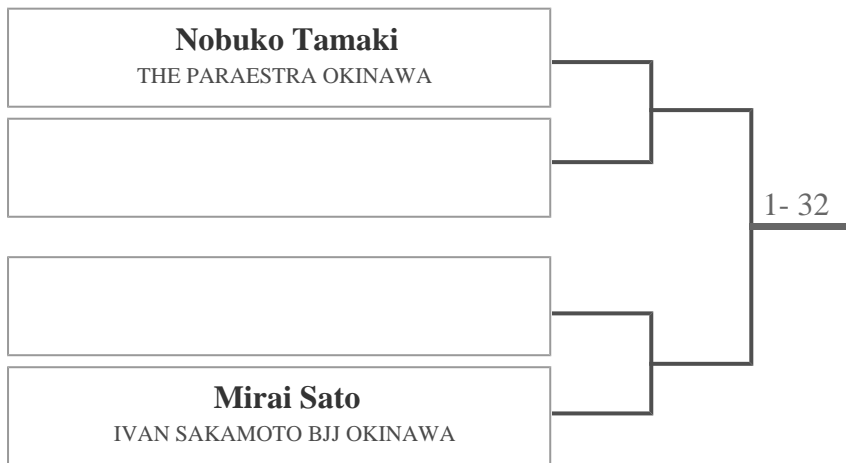 Nobuko Tamaki
THE PARAESTRA OKINAWA
1- 32
Mirai Sato
IVAN SAKAMOTO BJJ OKINAWA